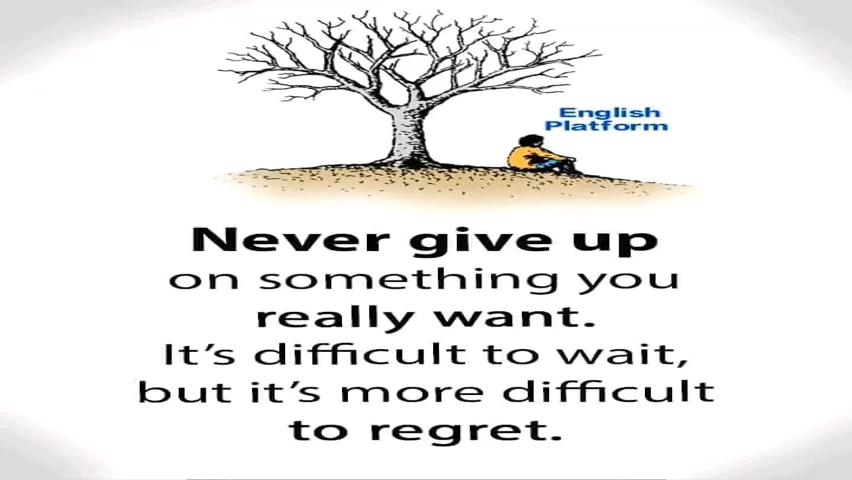 English
Platform
Never give up
on something you
really want.
It's difficult to wait,
but it's more difficult
to regret.